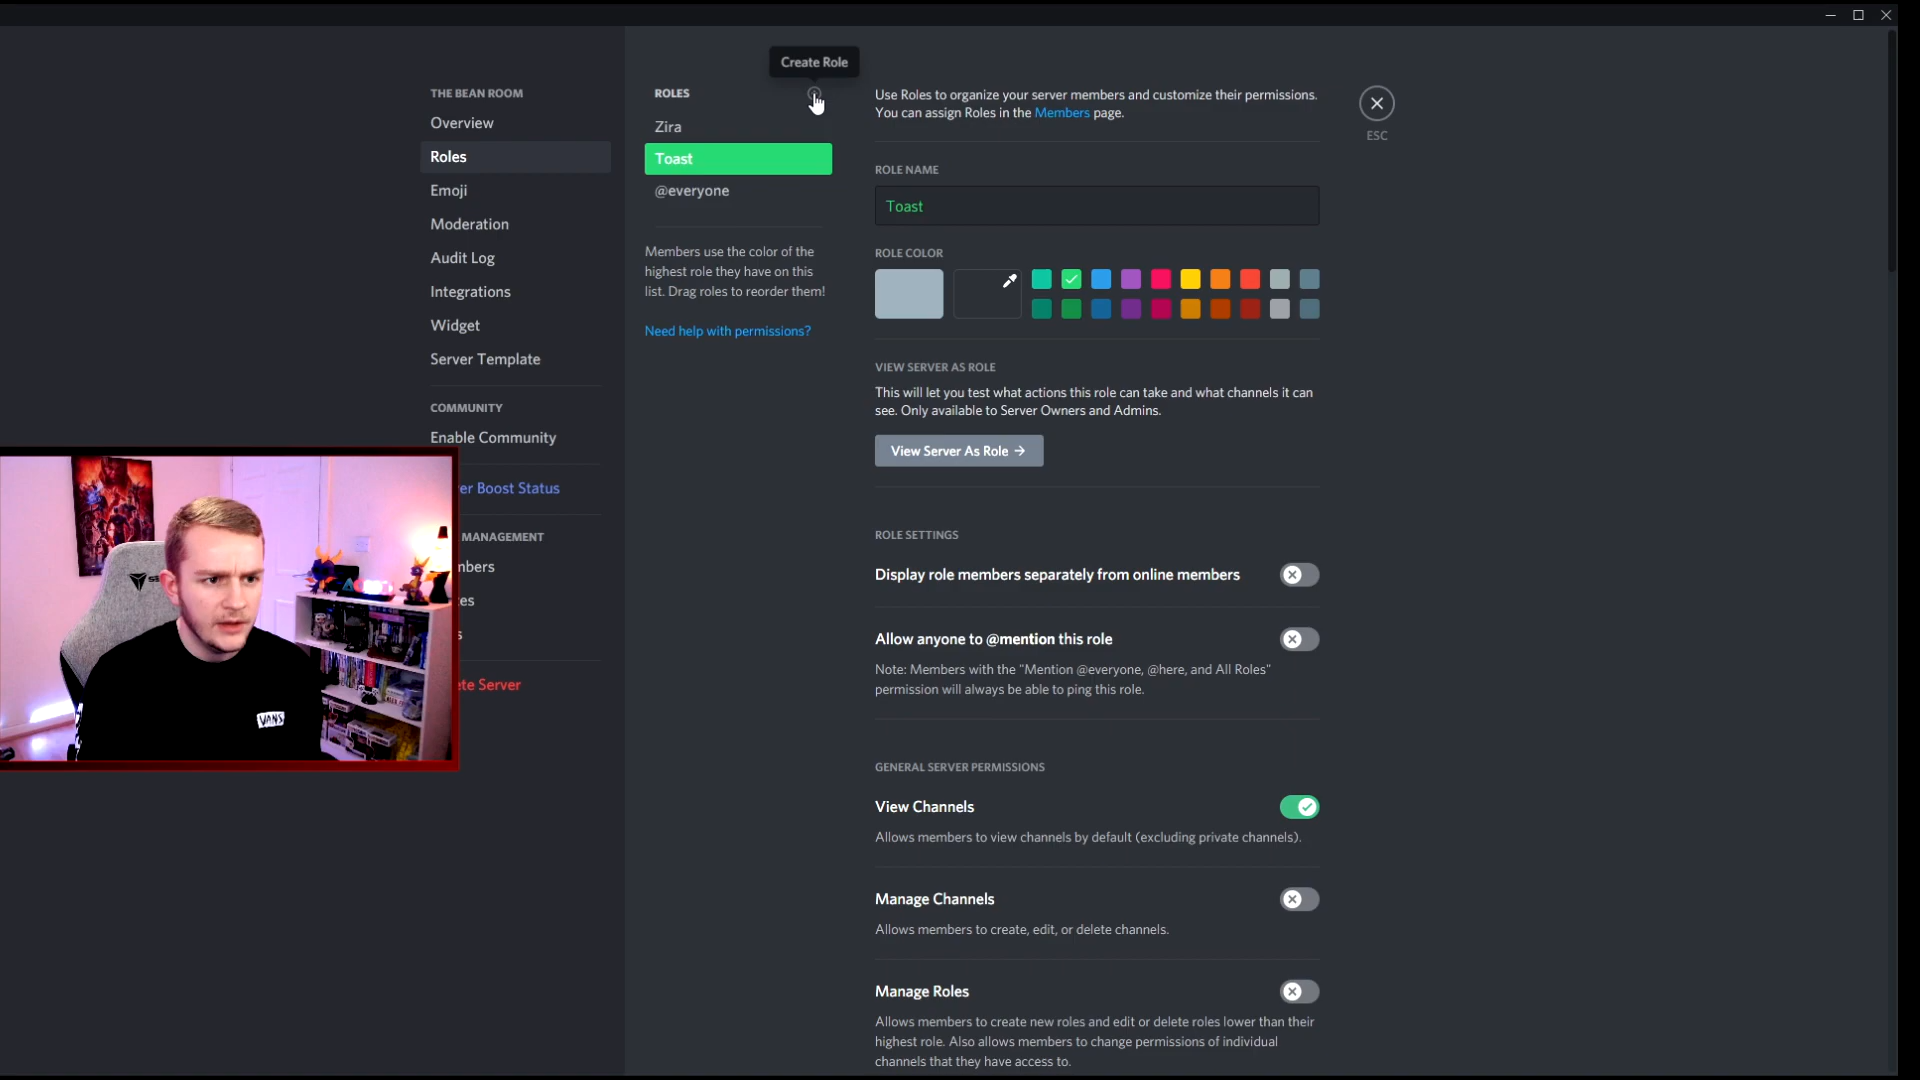 Create Role
THE BEAN ROOM
Overview
Roles
Emoji
Moderation
Audit Log
Integrations
Widget
Server Template
COMMUNITY
Enable Community
er Boost Status
MANAGEMENT
mbers
es
s
ete Server
VANS
ROLES
Zira
Toast
@everyone
Members use the color of the
highest role they have on this
list. Drag roles to reorder them!
Need help with permissions?
Use Roles to organize your server members and customize their permissions.
You can assign Roles in the Members page.
ESC
ROLE NAME
Toast
ROLE COLOR
VIEW SERVER AS ROLE
This will let you test what actions this role can take and what channels it can
see. Only available to Server Owners and Admins.
View Server As Role →
ROLE SETTINGS
Display role members separately from online members
Allow anyone to @mention this role
Note: Members with the "Mention @everyone, @here, and All Roles"
permission will always be able to ping this role.
GENERAL SERVER PERMISSIONS
View Channels
Allows members to view channels by default (excluding private channels).
Manage Channels
Allows members to create, edit, or delete channels.
Manage Roles
Allows members to create new roles and edit or delete roles lower than their
highest role. Also allows members to change permissions of individual
channels that they have access to.